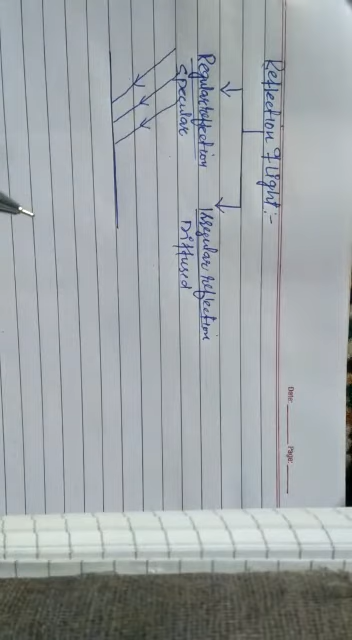 Date: Page:
Reflection of light:-
Regular reflection
Specular
Irregular reflection
Diffused